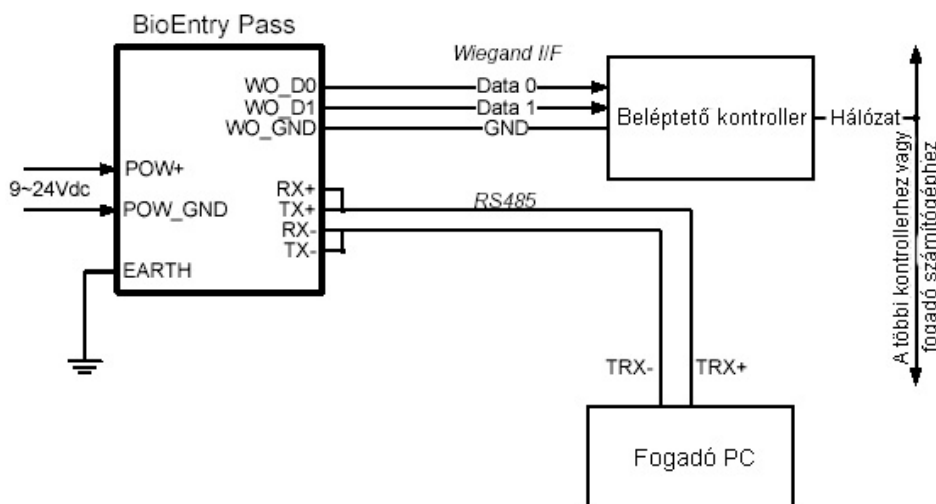 BioEntry Pass
Wiegand I/F
WO_D0
Data 0
WO_D1
Data 1
WO_GND
GND
Beléptető kontroller
Hálózat
POW+
9~24Vdc
POW_GND
EARTH
RX+
TX+
RX-
TX-
RS485
A többi kontrollerhez vagy
fogadó számítógéphez
TRX-
TRX+
Fogadó PC